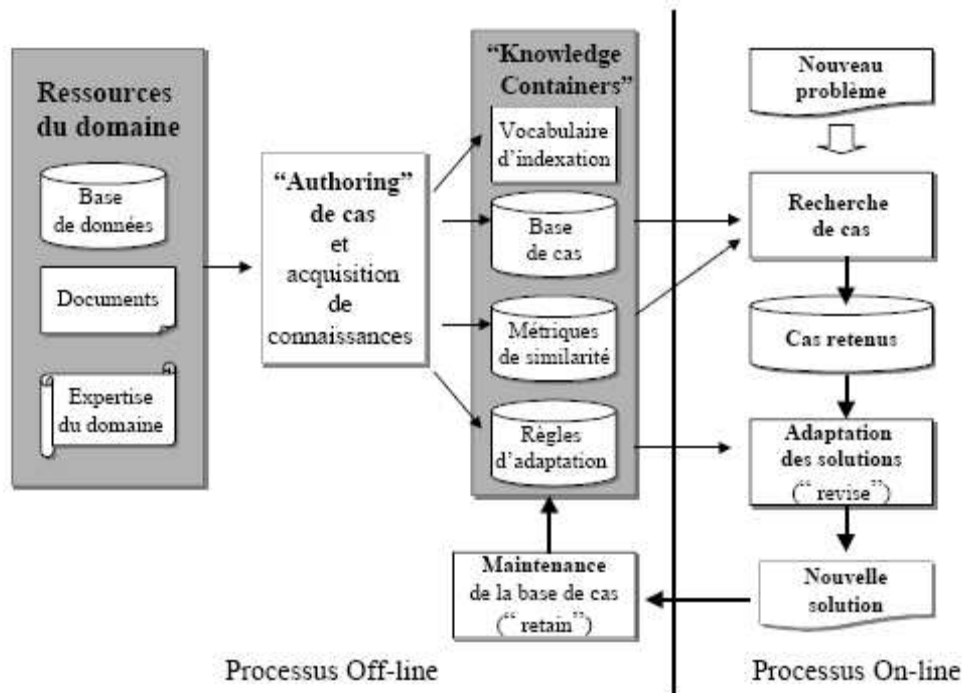 Ressources
du domaine
Base
de données
Documents
Expertise
du domaine
“Authoring”
de cas
et
acquisition
de
connaissances
“Knowledge
Containers”
Vocabulaire
d’indexation
Base
de cas
Métriques
de similarité
Règles
d’adaptation
Maintenance
de la base de cas
(“ retain”)
Processus Off-line
Nouveau
problème
Recherche
de cas
Cas retenus
Adaptation
des solutions
(“ revise”)
Nouvelle
solution
Processus On-line